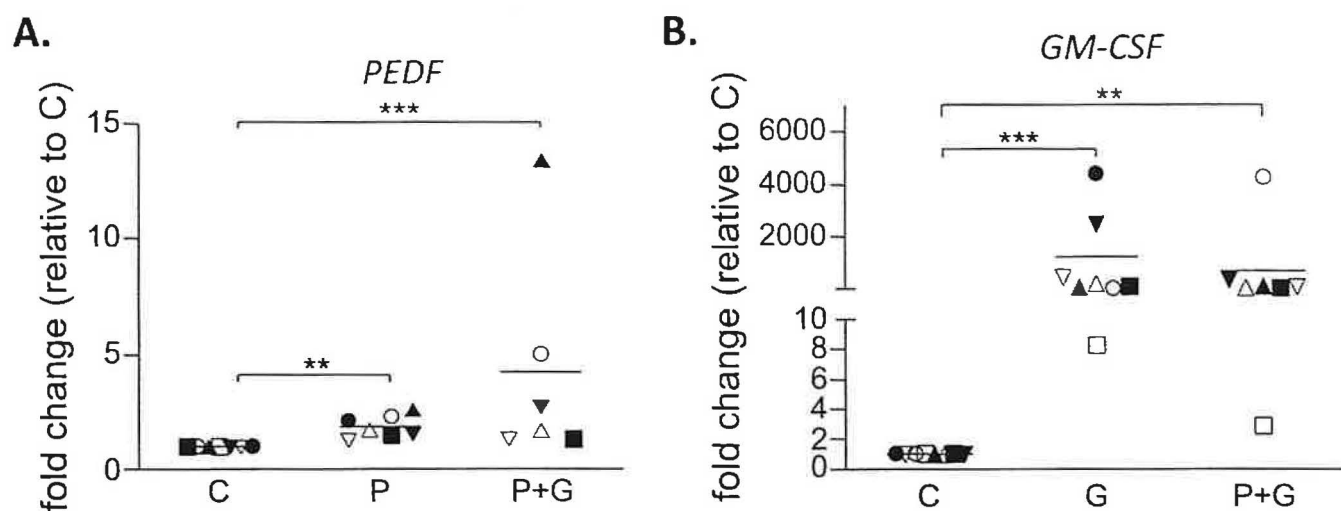 A.
PEDF
fold change (relative to C)
***
**
15
10
5
0
C P P+G
B.
GM-CSF
fold change (relative to C)
**
***
6000
4000
2000
10
8
6
4
2
0
C G P+G